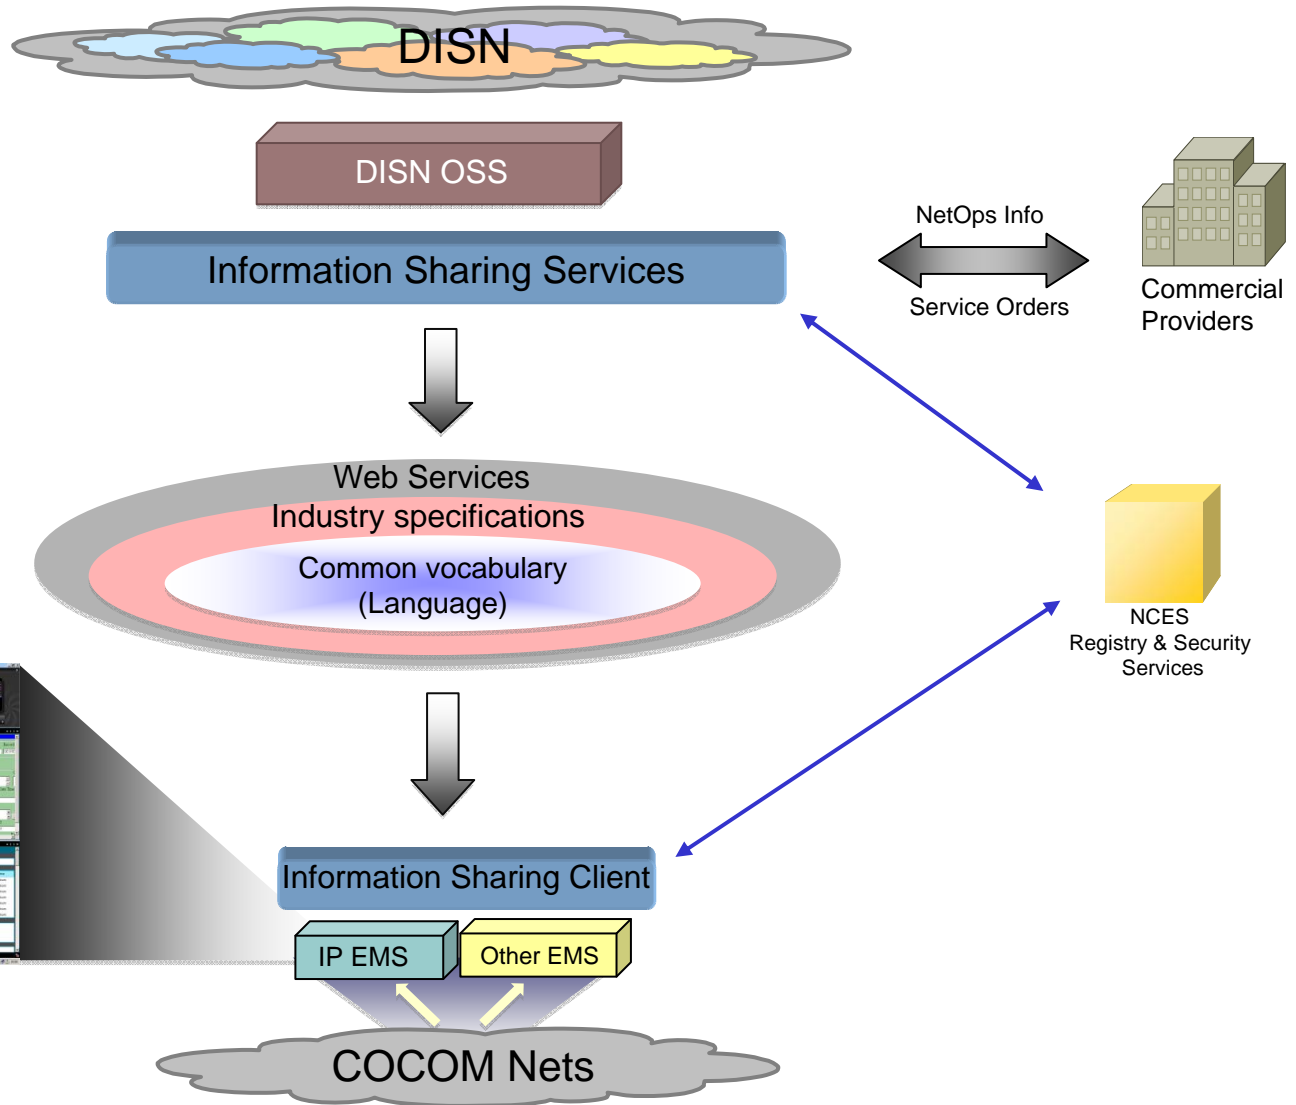 DISN
DISN OSS
Information Sharing Services
NetOps Info
Service Orders
Commercial
Providers
Web Services
Industry specifications
Common vocabulary
(Language)
NCES
Registry & Security
Services
Information Sharing Client
IP EMS
Other EMS
COCOM Nets